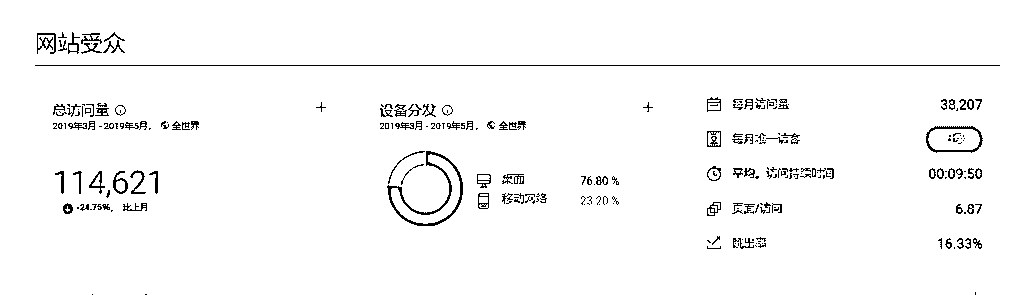 网站受众
总访问量
2019年3月 - 2019年5月， 全世界
114,621
-24.75%， 比上月
设备分发
2019年3月 - 2019年5月， 全世界
桌面 76.80 %
移动网络 23.20 %
每月访问量 38,207
每月唯一访客
平均。访问持续时间 00:09:50
页面/访问 6.87
跳出率 16.33%